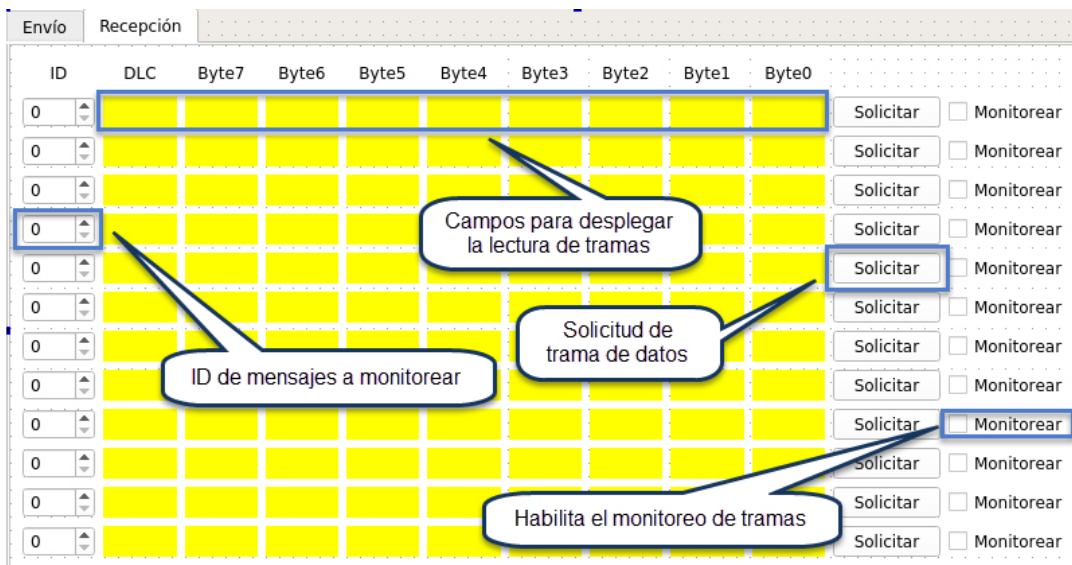 Envío Recepción
ID DLC Byte7 Byte6 Byte5 Byte4 Byte3 Byte2 Byte1 Byte0
0 Solicitar Monitorear
0 Solicitar Monitorear
0 Solicitar Monitorear
Campos para desplegar
la lectura de tramas
0 Solicitar Monitorear
0 Solicitar Monitorear
0 Solicitar Monitorear
Solicitud de
trama de datos
0 Solicitar Monitorear
ID de mensajes a monitorear
0 Solicitar Monitorear
0 Solicitar Monitorear
0 Solicitar Monitorear
0 Solicitar Monitorear
Habilita el monitoreo de tramas
0 Solicitar Monitorear